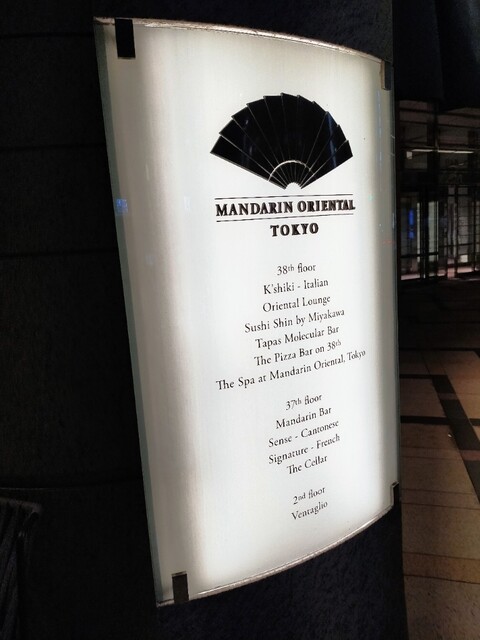 MANDARIN ORIENTAL
TOKYO
38th floor
K'shiki - Italian
Oriental Lounge
Sushi Shin by Miyakawa
Tapas Molecular Bar
The Pizza Bar on 38th
The Spa at Mandarin Oriental, Tokyo
37th floor
Mandarin Bar
Sense - Cantonese
Signature - French
The Cellar
2nd floor
Ventaglio